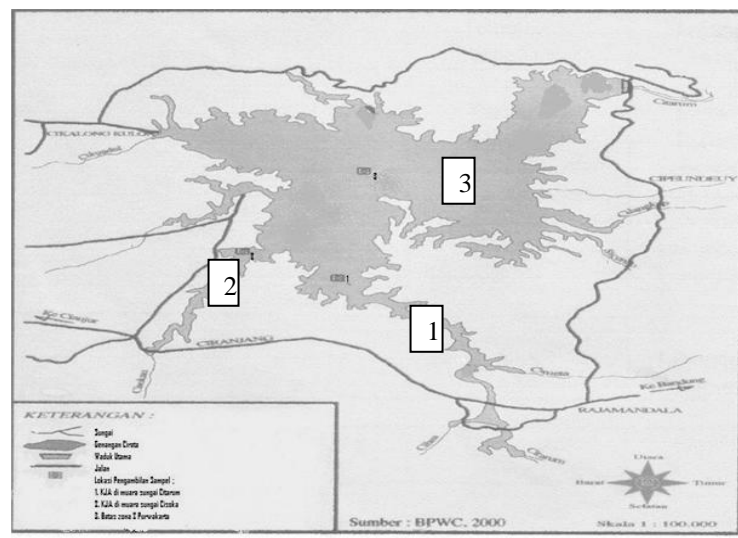 Citarum
CIKALONG KULON
CIPEUNDEUY
3
2
1
1
Ke Cianjur
CIRANJANG
Ke Bandung
RAJAMANDALA
Citarum
KETERANGAN :
Sungai
Genangan Cirata
Waduk Utama
Jalan
Lokasi Pengambilan Sampel ;
1. KJA di muara sungai Citarum
2. KJA di muara sungai Cisoka
3. Batas zona 2 Purwakarta
Utara
Barat
Timur
Selatan
Sumber : BPWC, 2000
Skala 1 : 100.000